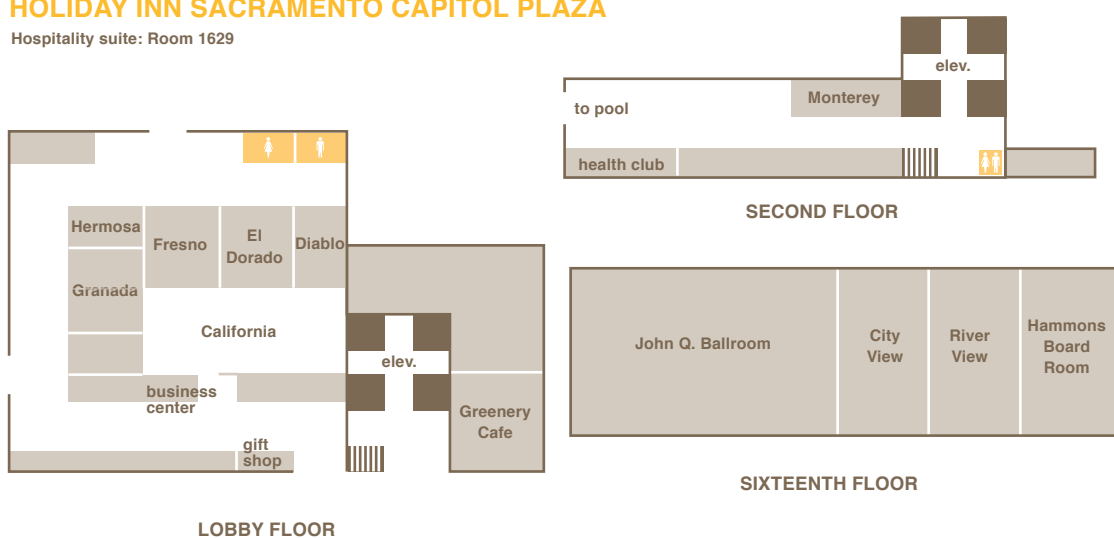 HOLIDAY INN SACRAMENTO CAPITOL PLAZA
Hospitality suite: Room 1629
Hermosa
Fresno
El
Dorado
Diablo
Granada
California
elev.
business
center
Greenery
Cafe
gift
shop
LOBBY FLOOR
elev.
Monterey
to pool
health club
SECOND FLOOR
John Q. Ballroom
City
View
River
View
Hammons
Board
Room
SIXTEENTH FLOOR